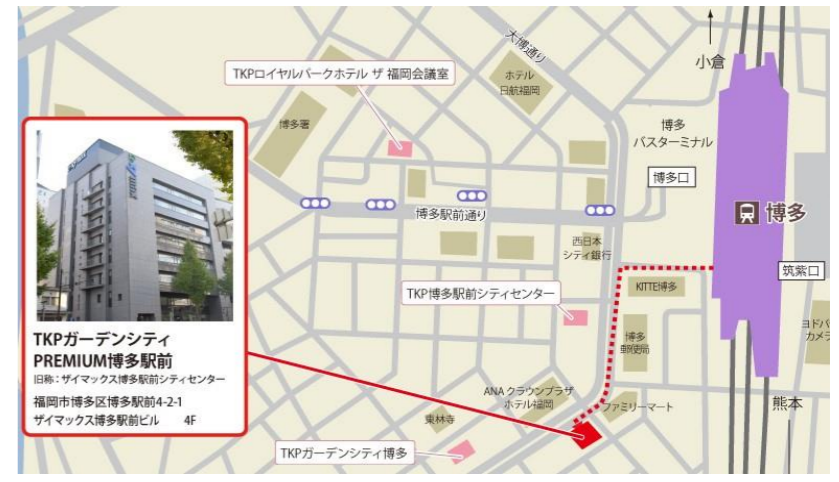 小倉
大博通り
TKPロイヤルパークホテル ザ 福岡会議室
ホテル
日航福岡
博多署
博多
バスターミナル
博多口
博多
博多駅前通り
西日本
シティ銀行
筑紫口
KITTE博多
TKP博多駅前シティセンター
ヨドバ
カメラ
博多
郵便局
TKPガーデンシティ
PREMIUM博多駅前
旧称:ザイマックス博多駅前シティセンター
福岡市博多区博多駅前4-2-1
ザイマックス博多駅前ビル 4F
ANAクラウンプラザ
ホテル福岡
ファミリーマート
熊本
東林寺
TKPガーデンシティ博多